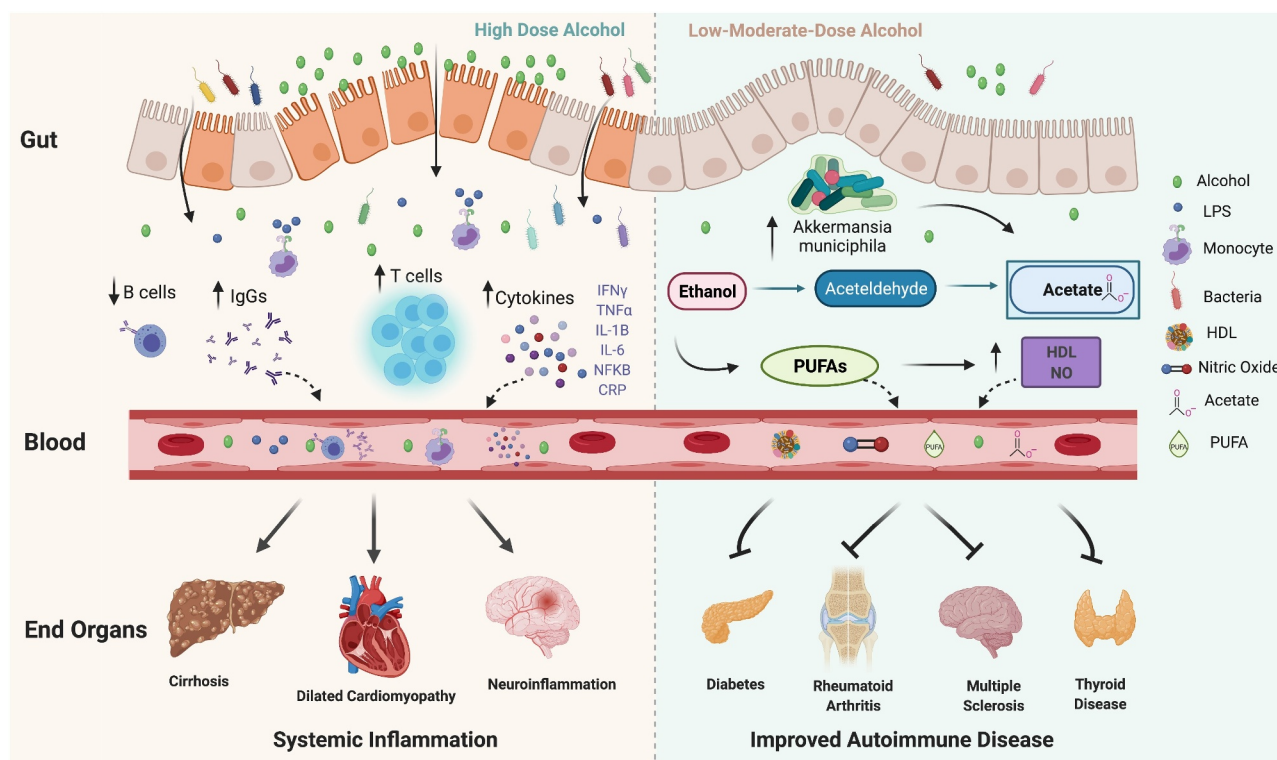 High Dose Alcohol
Low-Moderate-Dose Alcohol
Gut
Alcohol
LPS
Monocyte
Bacteria
HDL
Nitric Oxide
Acetate
PUFA
PUFA
B cells
IgGs
T cells
Cytokines
IFNγ
TNFα
IL-1B
IL-6
NFKB
CRP
Akkermansia
municiphila
Ethanol
Aceteldehyde
Acetate
O
O⁻
PUFAs
HDL
NO
Blood
PUFA
O
O⁻
O
O⁻
End Organs
Cirrhosis
Dilated Cardiomyopathy
Neuroinflammation
Diabetes
Rheumatoid
Arthritis
Multiple
Sclerosis
Thyroid
Disease
Systemic Inflammation
Improved Autoimmune Disease